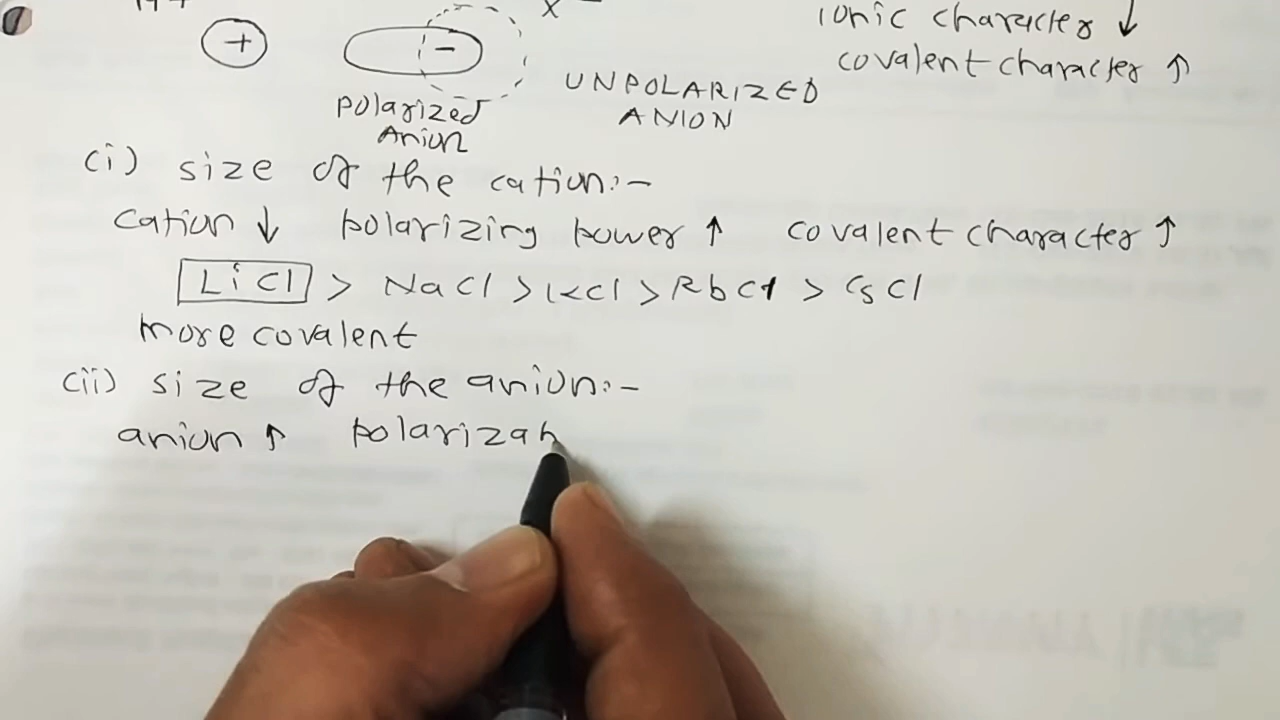 +
-
X -
ionic character ↓
covalent character ↑
polarized
Anion
UNPOLARIZED
ANION
(i) size of the cation:-
cation ↓ polarizing power ↑ covalent character ↑
LiCl > NaCl > KCl > RbCl > CsCl
more covalent
(ii) size of the anion:-
anion ↑ polarizab